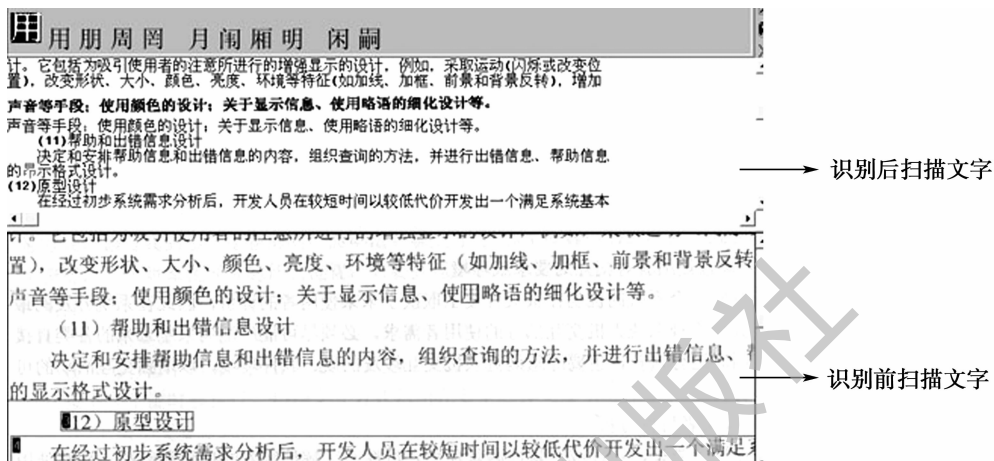 用 用朋周罔 月闹厢明 闲嗣
计。它包括为吸引使用者的注意所进行的增强显示的设计，例如，采取运动(闪烁或改变位
置)，改变形状、大小、颜色、亮度、环境等特征(如加线、加框、前景和背景反转)，增加
声音等手段；使用颜色的设计；关于显示信息、使用略语的细化设计等。
声音等手段；使用颜色的设计；关于显示信息、使用略语的细化设计等。
(11)帮助和出错信息设计
决定和安排帮助信息和出错信息的内容，组织查询的方法，并进行出错信息、帮助信息
的昂示格式设计。
(12)原型设计
在经过初步系统需求分析后，开发人员在较短时间以较低代价开发出一个满足系统基本
识别后扫描文字
置），改变形状、大小、颜色、亮度、环境等特征（如加线、加框、前景和背景反转
声音等手段；使用颜色的设计；关于显示信息、使用略语的细化设计等。
（11）帮助和出错信息设计
决定和安排帮助信息和出错信息的内容，组织查询的方法，并进行出错信息、
的显示格式设计。
12）原型设计
在经过初步系统需求分析后，开发人员在较短时间以较低代价开发出一个满足
识别前扫描文字
版社